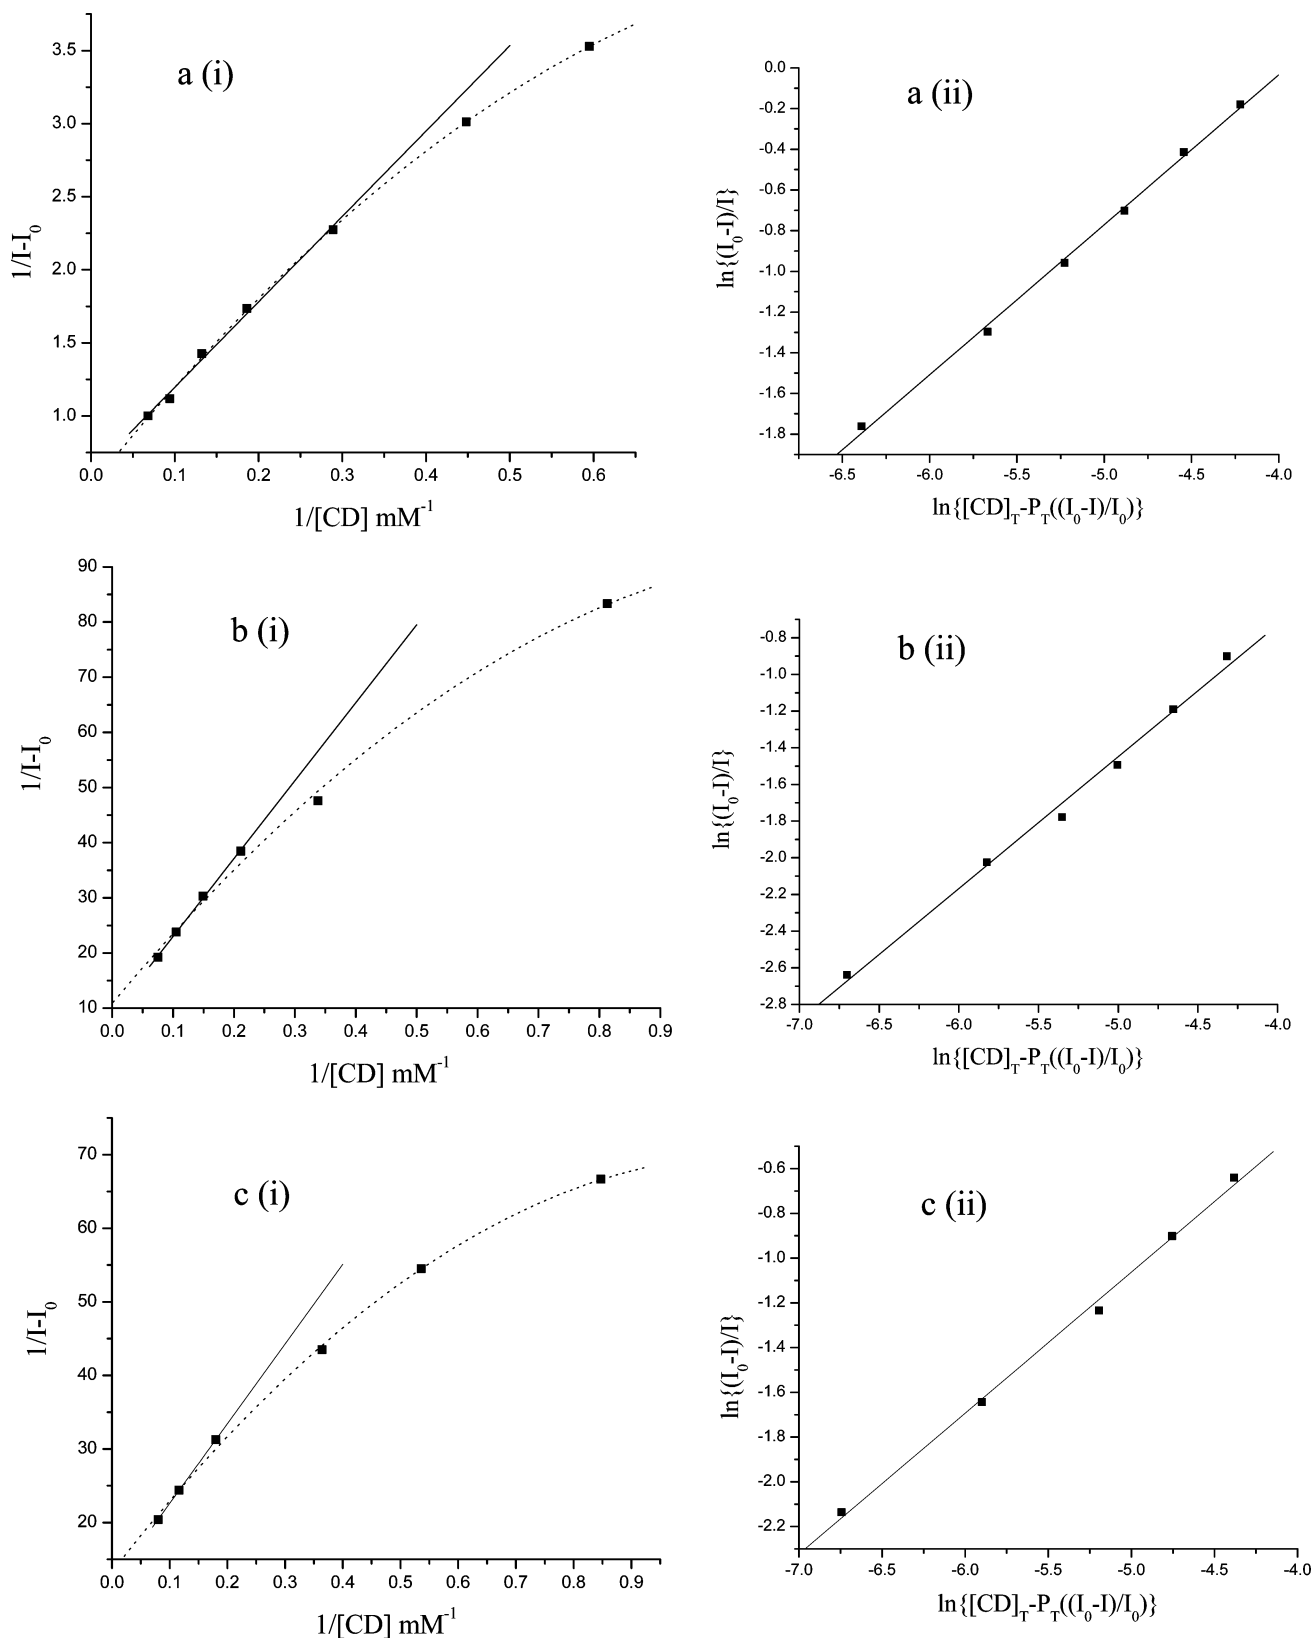 a (i)
3.5
3.0
2.5
2.0
1.5
1.0
1/I-I0
0.0 0.1 0.2 0.3 0.4 0.5 0.6
1/[CD] mM-1
a (ii)
0.0
-0.2
-0.4
-0.6
-0.8
-1.0
-1.2
-1.4
-1.6
-1.8
ln{(I0-I)/I}
-6.5 -6.0 -5.5 -5.0 -4.5 -4.0
ln{[CD]T-PT((I0-I)/I0)}
b (i)
90
80
70
60
50
40
30
20
10
1/I-I0
0.0 0.1 0.2 0.3 0.4 0.5 0.6 0.7 0.8 0.9
1/[CD] mM-1
b (ii)
-0.8
-1.0
-1.2
-1.4
-1.6
-1.8
-2.0
-2.2
-2.4
-2.6
-2.8
ln{(I0-I)/I}
-7.0 -6.5 -6.0 -5.5 -5.0 -4.5 -4.0
ln{[CD]T-PT((I0-I)/I0)}
c (i)
70
60
50
40
30
20
1/I-I0
0.0 0.1 0.2 0.3 0.4 0.5 0.6 0.7 0.8 0.9
1/[CD] mM-1
c (ii)
-0.6
-0.8
-1.0
-1.2
-1.4
-1.6
-1.8
-2.0
-2.2
ln{(I0-I)/I}
-7.0 -6.5 -6.0 -5.5 -5.0 -4.5 -4.0
ln{[CD]T-PT((I0-I)/I0)}